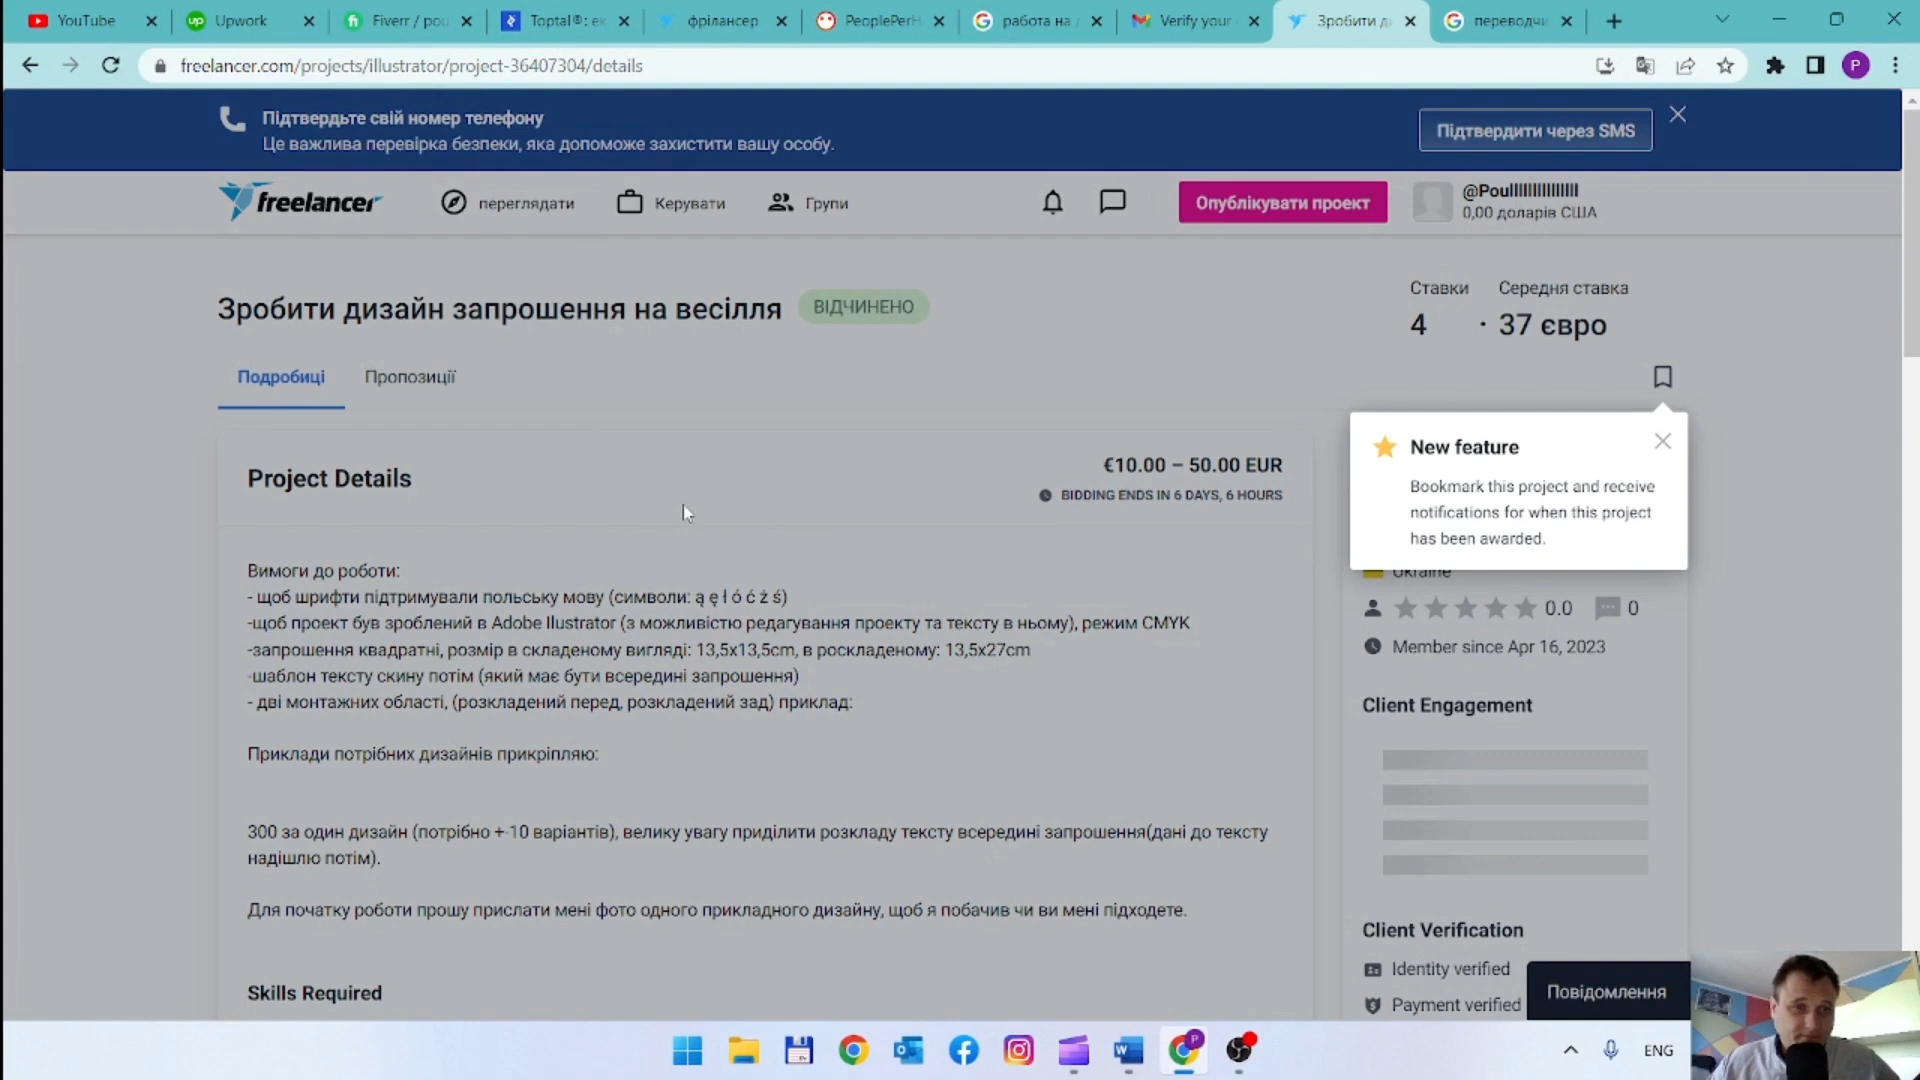 YouTube
Upwork
Fiverr / pou
Toptal®: ек
фрілансер
PeoplePerH
работа на
Verify your
Зробити ди
переводчи
freelancer.com/projects/illustrator/project-36407304/details
P
Підтвердьте свій номер телефону
Це важлива перевірка безпеки, яка допоможе захистити вашу особу.
Підтвердити через SMS
freelancer
переглядати
Керувати
Групи
Опублікувати проект
@Poulllllllllllllll
0,00 доларів США
Зробити дизайн запрошення на весілля
ВІДЧИНЕНО
Ставки
Середня ставка
4 · 37 євро
Подробиці
Пропозиції
Project Details
€10.00 – 50.00 EUR
BIDDING ENDS IN 6 DAYS, 6 HOURS
New feature
Bookmark this project and receive
notifications for when this project
has been awarded.
Вимоги до роботи:
- щоб шрифти підтримували польську мову (символи: ą ę ł ó ć ż ś)
-щоб проект був зроблений в Adobe Ilustrator (з можливістю редагування проекту та тексту в ньому), режим CMYK
-запрошення квадратні, розмір в складеному вигляді: 13,5x13,5cm, в роскладеному: 13,5x27cm
-шаблон тексту скину потім (який має бути всередині запрошення)
- дві монтажних області, (розкладений перед, розкладений зад) приклад:
Приклади потрібних дизайнів прикріпляю:
300 за один дизайн (потрібно +-10 варіантів), велику увагу приділити розкладу тексту всередині запрошення(дані до тексту
надішлю потім).
Для початку роботи прошу прислати мені фото одного прикладного дизайну, щоб я побачив чи ви мені підходете.
Skills Required
Ukraine
0.0
0
Member since Apr 16, 2023
Client Engagement
Client Verification
Identity verified
Payment verified
Повідомлення
ENG